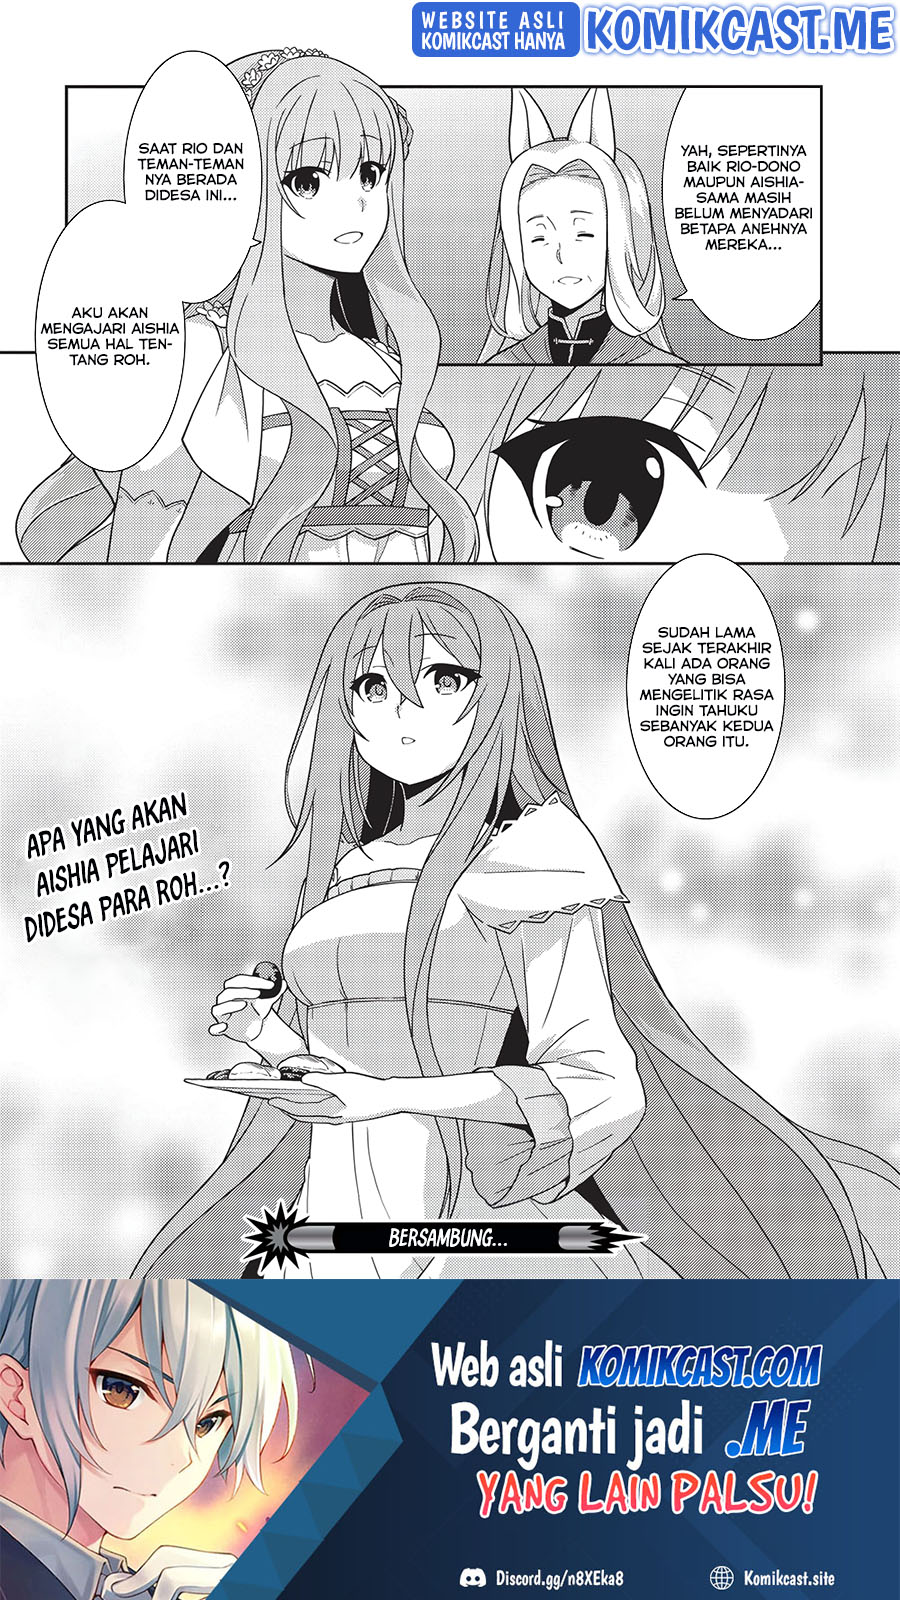 WEBSITE ASLI
KOMIKCAST HANYA
KOMIKCAST.ME
YAH, SEPERTINYA
BAIK RIO-DONO
MAUPUN AISHIA-
SAMA MASIH
BELUM MENYADARI
BETAPA ANEHNYA
MEREKA...
SAAT RIO DAN
TEMAN-TEMAN
NYA BERADA
DIDESA INI...
AKU AKAN
MENGAJARI AISHIA
SEMUA HAL TEN-
TANG ROH.
SUDAH LAMA
SEJAK TERAKHIR
KALI ADA ORANG
YANG BISA
MENGELITIK RASA
INGIN TAHUKU
SEBANYAK KEDUA
ORANG ITU.
APA YANG AKAN
AISHIA PELAJARI
DIDESA PARA ROH...?
BERSAMBUNG...
Web asli KOMIKCAST.COM
Berganti jadi .ME
YANG LAIN PALSU!
Discord.gg/n8XEka8
Komikcast.site